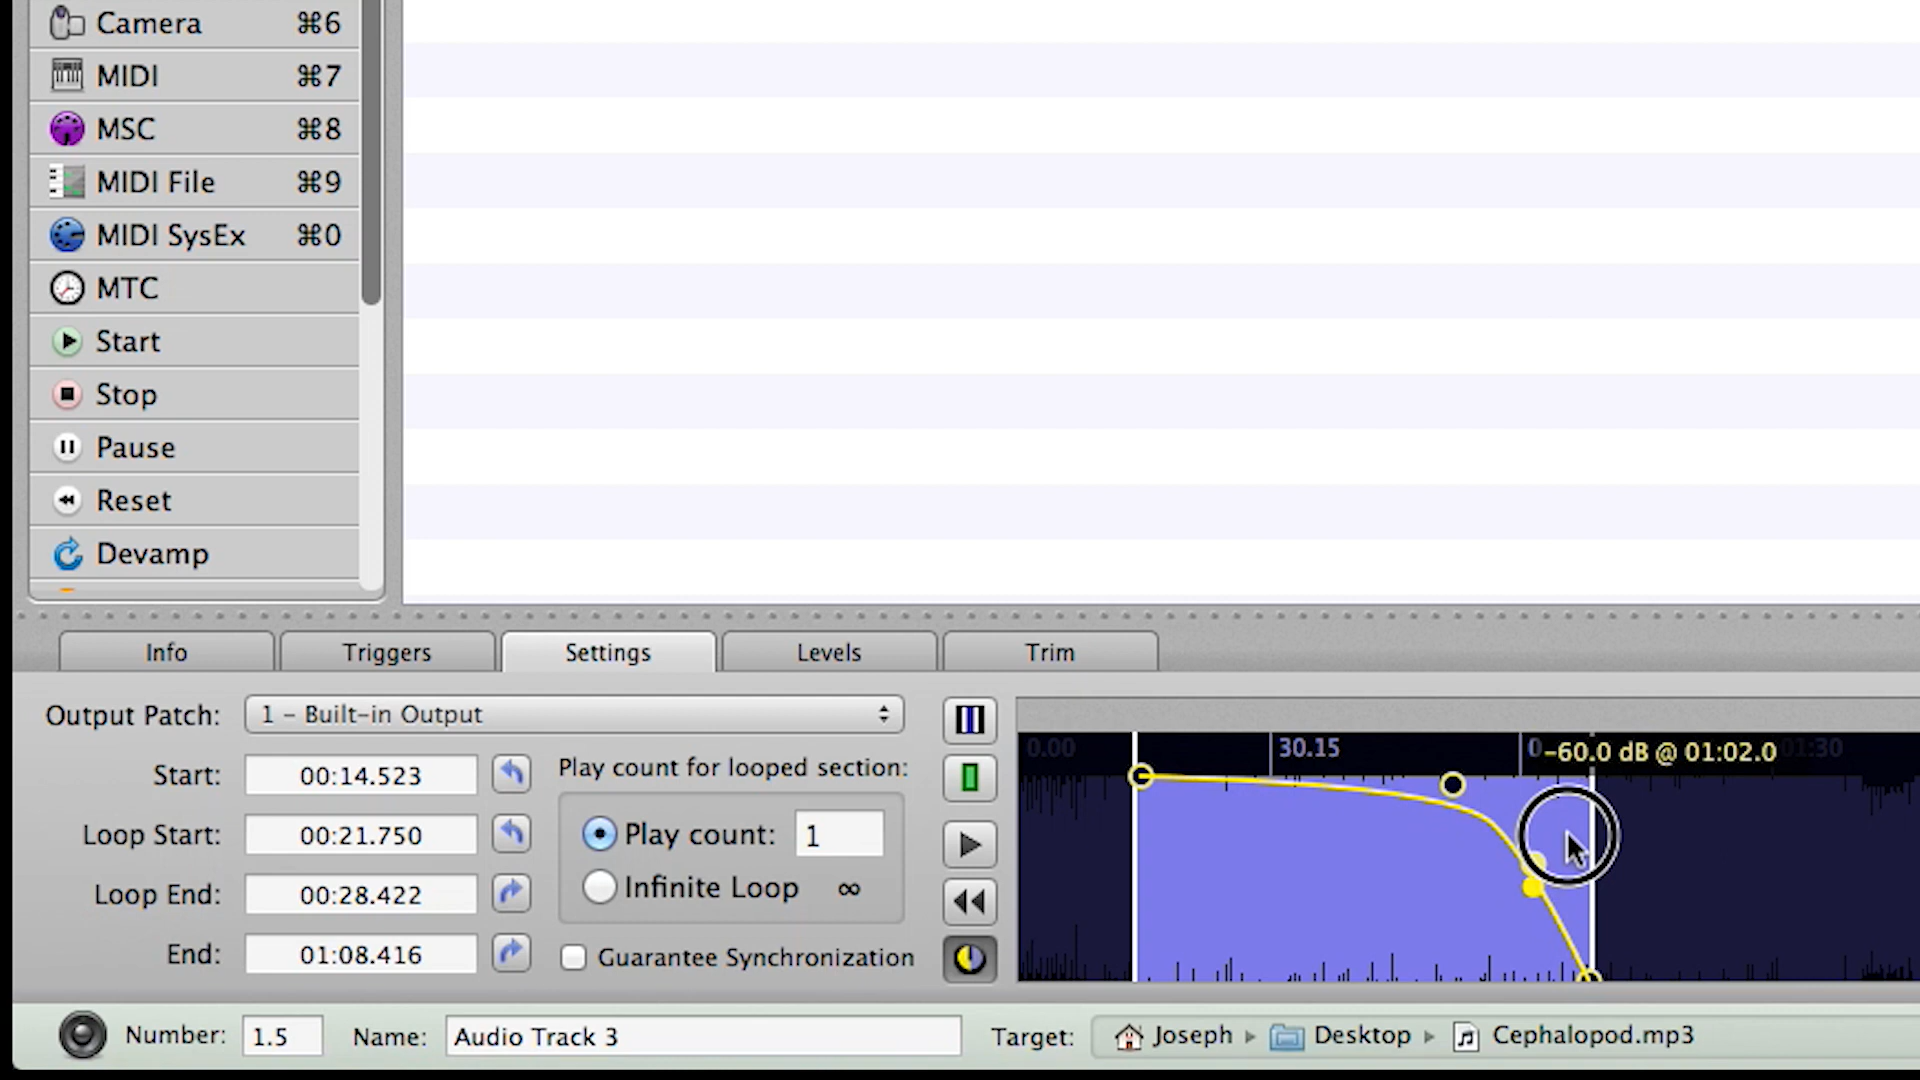 Camera ⌘6
MIDI ⌘7
MSC ⌘8
MIDI File ⌘9
MIDI SysEx ⌘0
MTC
Start
Stop
Pause
Reset
Devamp
Info Triggers Settings Levels Trim
Output Patch: 1 – Built-in Output
Start: 00:14.523
Loop Start: 00:21.750
Loop End: 00:28.422
End: 01:08.416
Play count for looped section:
Play count: 1
Infinite Loop ∞
Guarantee Synchronization
0.00 30.15 -60.0 dB @ 01:02.0 01:30
Number: 1.5 Name: Audio Track 3 Target: Joseph ▸ Desktop ▸ Cephalopod.mp3